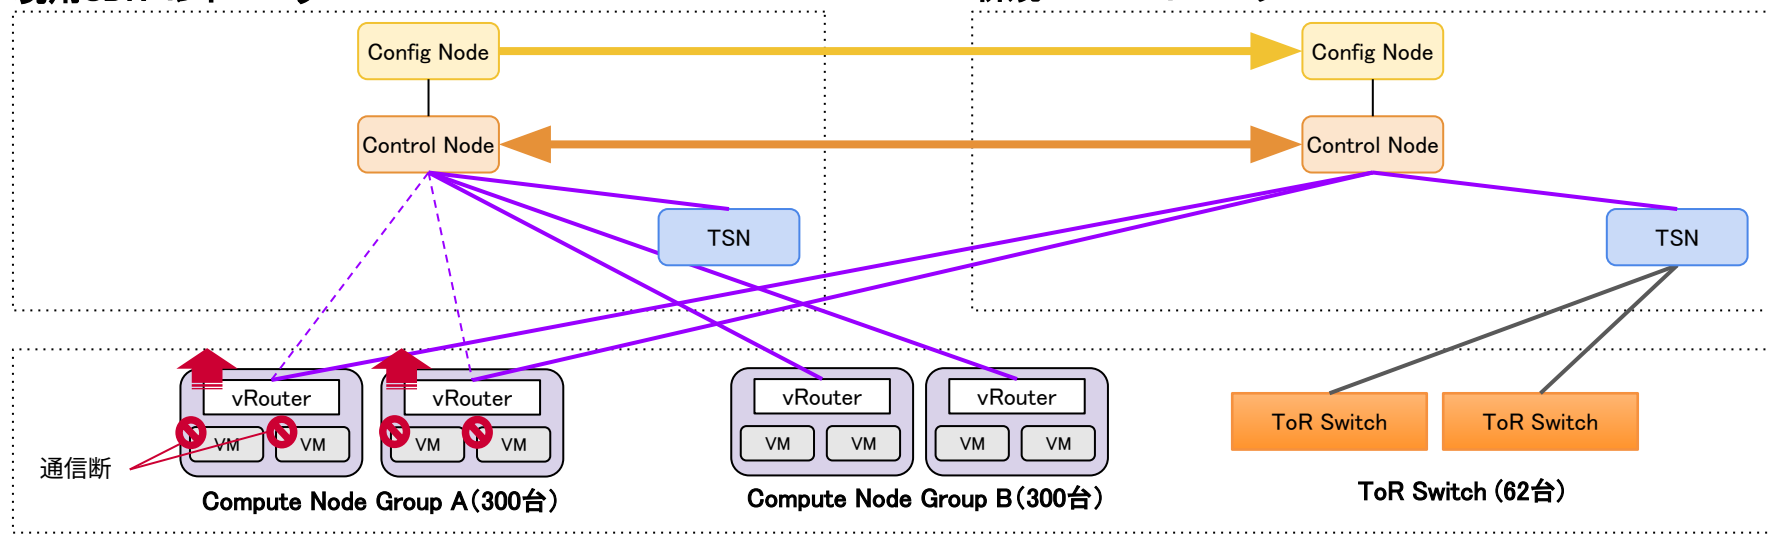 Config Node
Config Node
Control Node
Control Node
TSN
TSN
vRouter
vRouter
vRouter
vRouter
VM
VM
VM
VM
VM
VM
VM
VM
ToR Switch
ToR Switch
通信断
Compute Node Group A(300台)
Compute Node Group B(300台)
ToR Switch (62台)